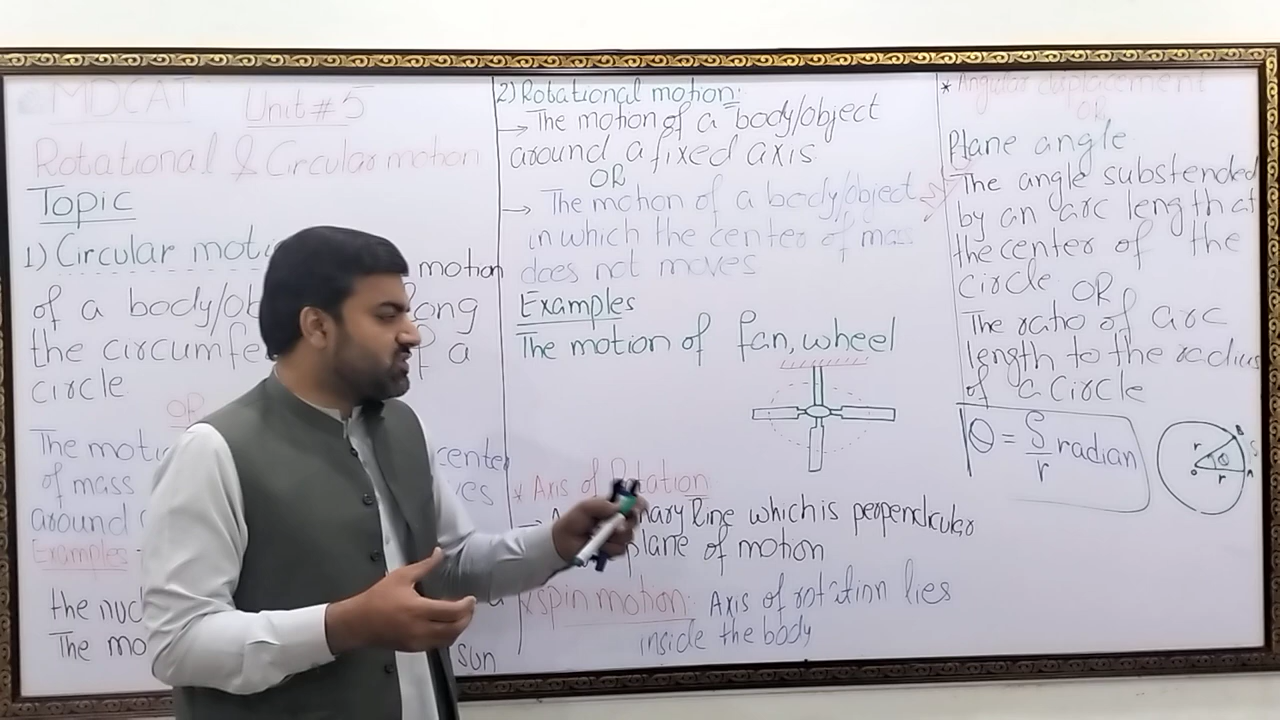 MDCAT
Unit # 5
Rotational & Circular motion
Topic
1) Circular moti motion
of a body/ob ong
the circumfe f a
circle
OR
The motio center
of mass ves
around
Examples
the nuc
The mo sun
2) Rotational motion:
→ The motion of a body/object
around a fixed axis.
OR
→ The motion of a body/object
in which the center of mass
does not moves
Examples
The motion of fan, wheel
* Axis of Rotation
→ A nary line which is perpendicular
plane of motion
* spin motion: Axis of rotation lies
inside the body
* Angular diplacement
OR
Plane angle
The angle substended
by an arc length at
the center of the
circle OR
The ratio of arc
length to the radius
of a circle
θ = S/r radian
B
r
S
θ
o
r
A